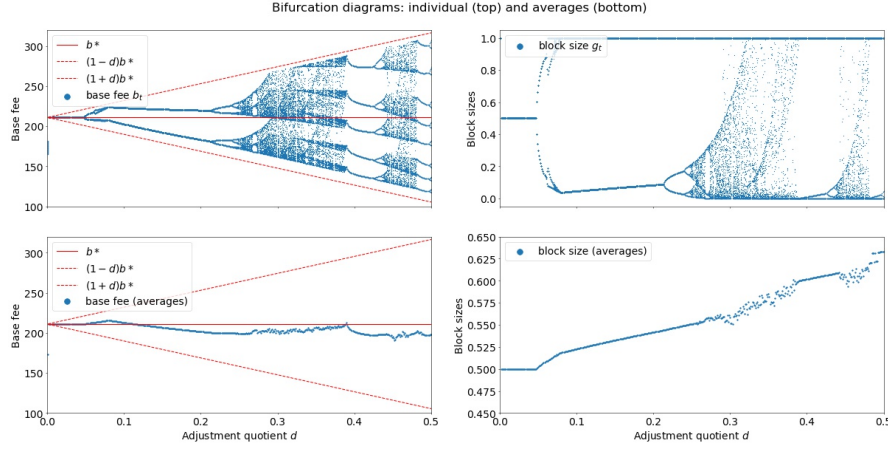 Bifurcation diagrams: individual (top) and averages (bottom)
Base fee
300
250
200
150
100
b*
(1−d)b*
(1+d)b*
base fee b_t
Block sizes
1.0
0.8
0.6
0.4
0.2
0.0
block size g_t
Base fee
300
250
200
150
100
b*
(1−d)b*
(1+d)b*
base fee (averages)
0.0 0.1 0.2 0.3 0.4 0.5
Adjustment quotient d
Block sizes
0.650
0.625
0.600
0.575
0.550
0.525
0.500
0.475
0.450
block size (averages)
0.0 0.1 0.2 0.3 0.4 0.5
Adjustment quotient d